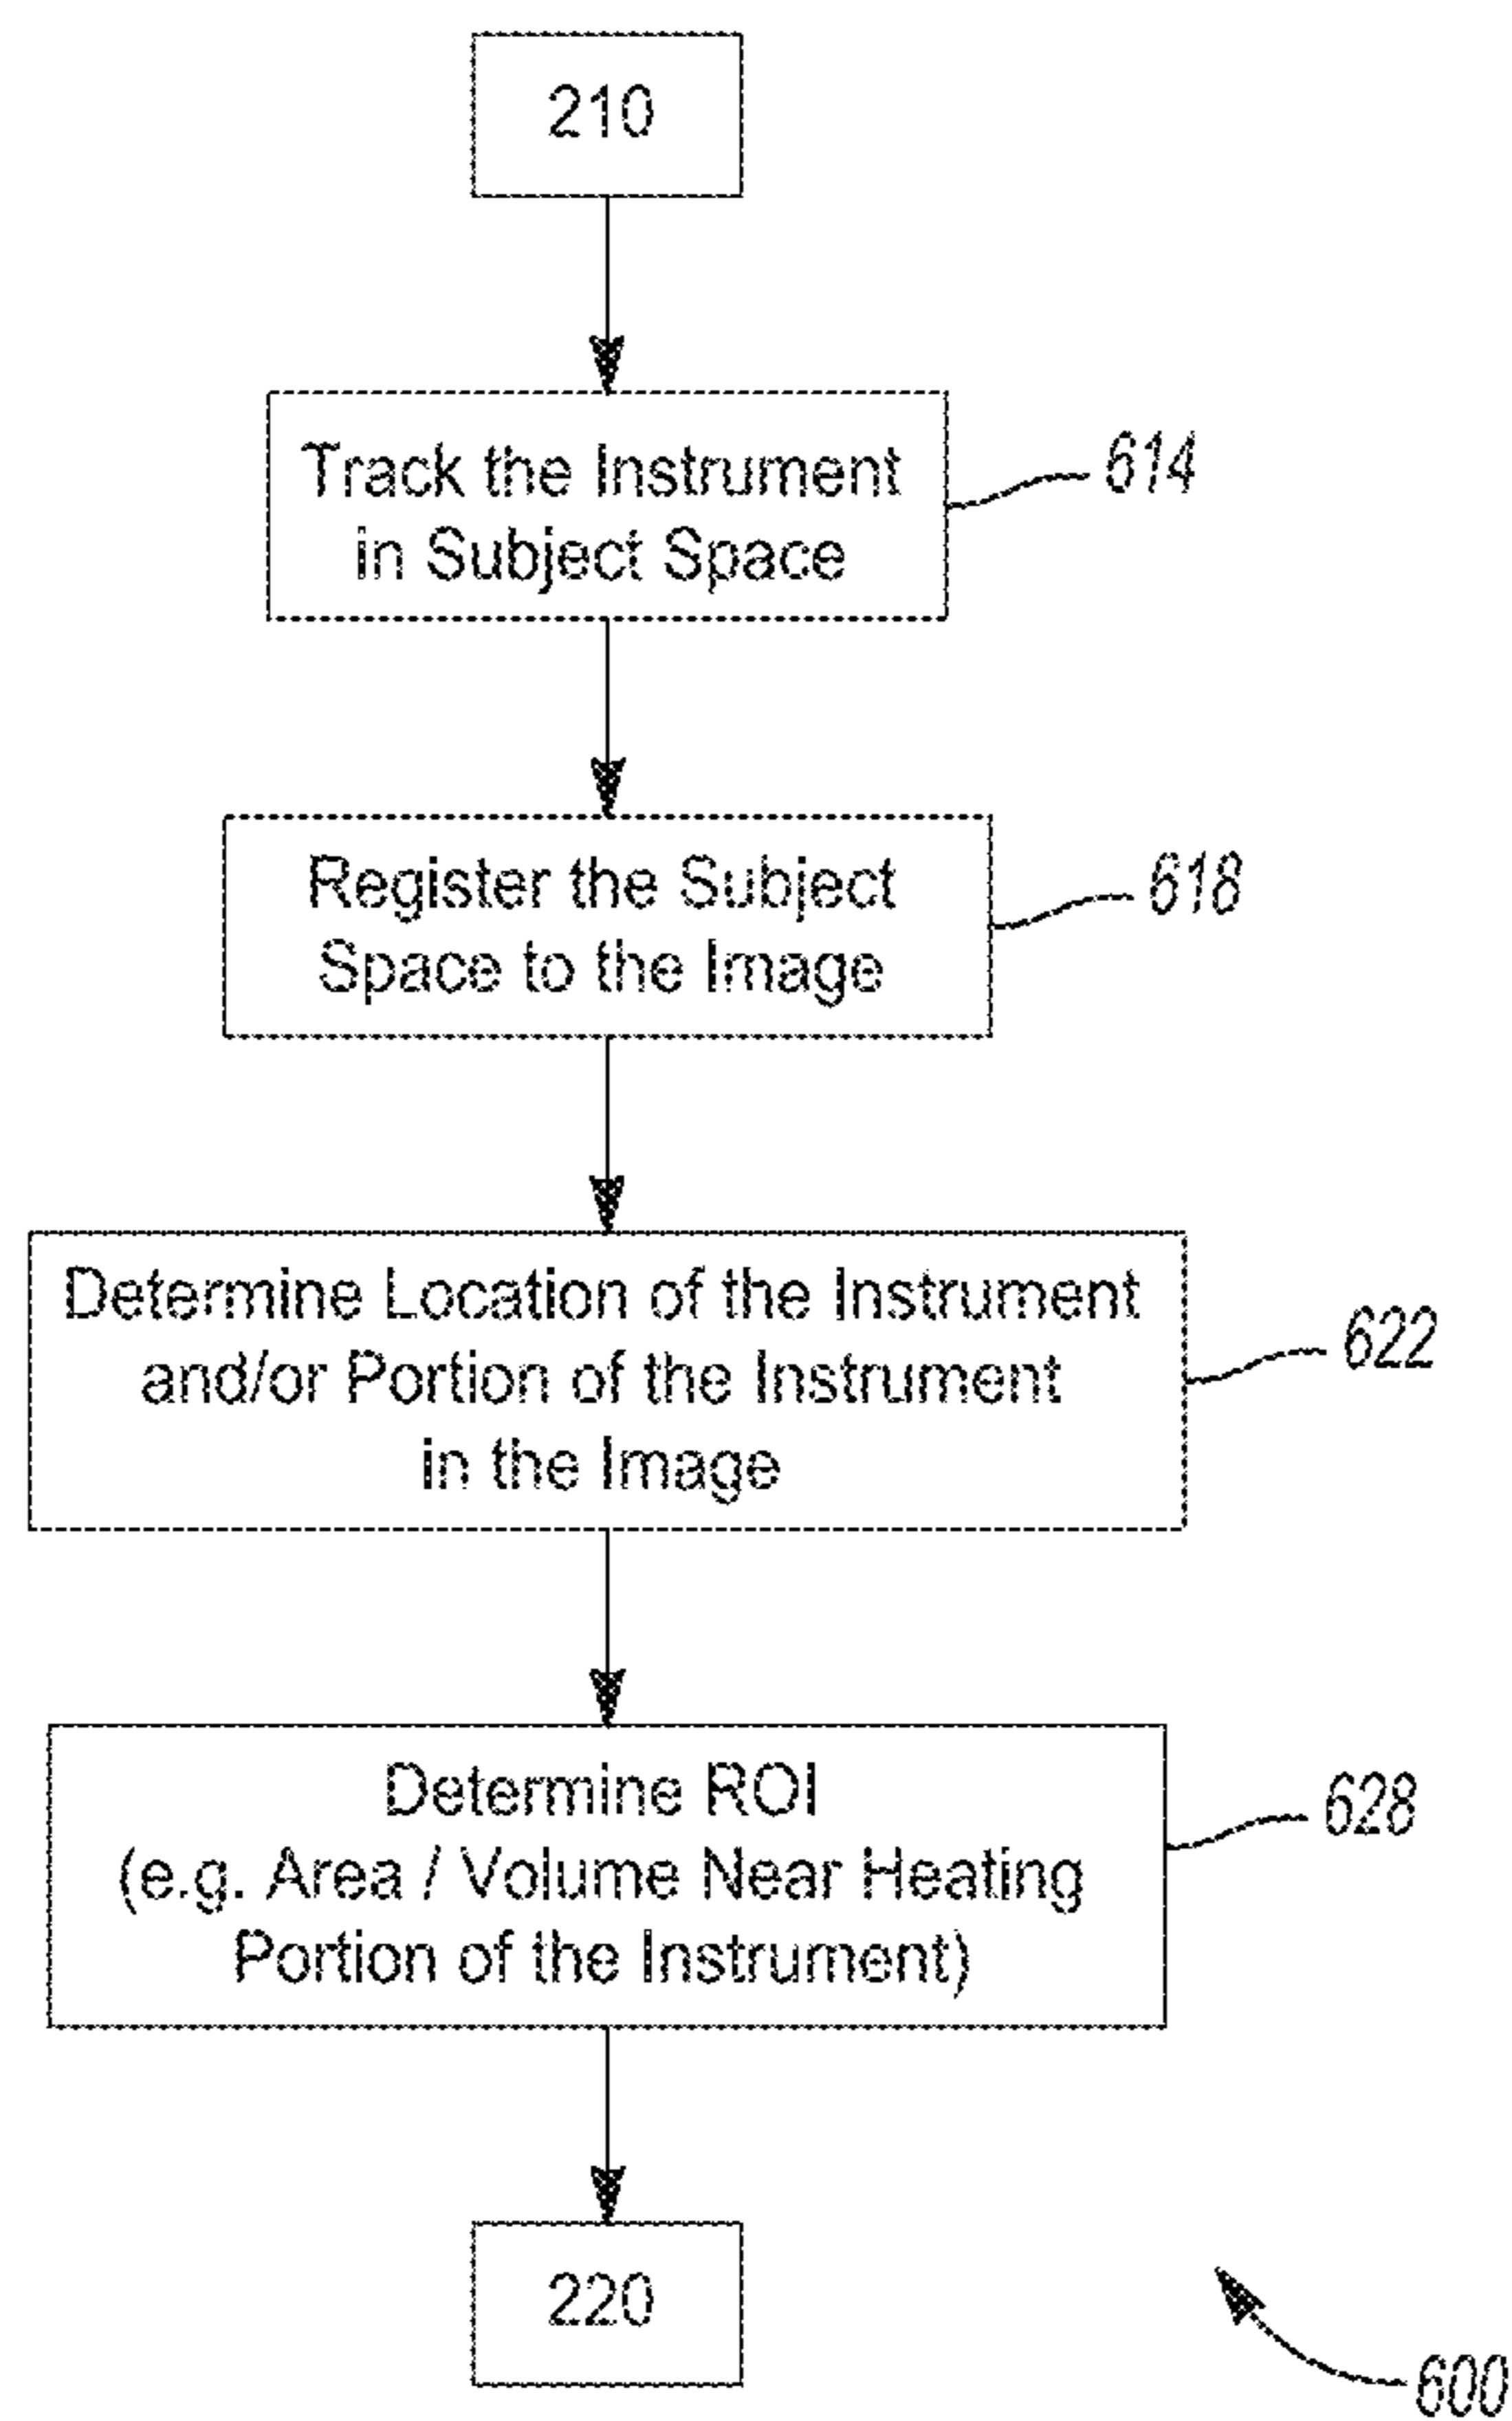 210
Track the Instrument
in Subject Space
614
Register the Subject
Space to the Image
618
Determine Location of the Instrument
and/or Portion of the Instrument
in the Image
622
Determine ROI
(e.g. Area / Volume Near Heating
Portion of the Instrument)
628
220
600